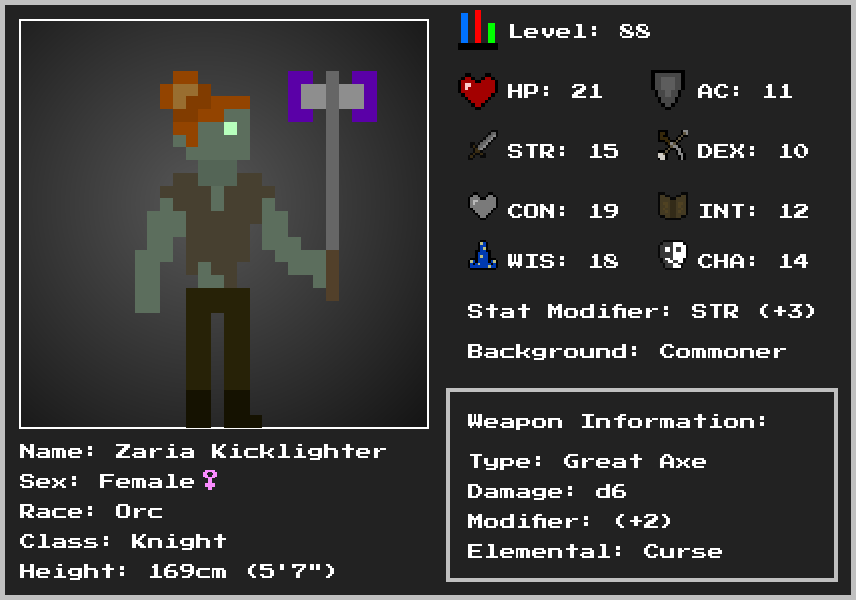 Level: 88
HP: 21
AC: 11
STR: 15
DEX: 10
CON: 19
INT: 12
WIS: 18
CHA: 14
Stat Modifier: STR (+3)
Background: Commoner
Weapon Information:
Type: Great Axe
Damage: d6
Modifier: (+2)
Elemental: Curse
Name: Zaria Kicklighter
Sex: Female♀
Race: Orc
Class: Knight
Height: 169cm (5'7")